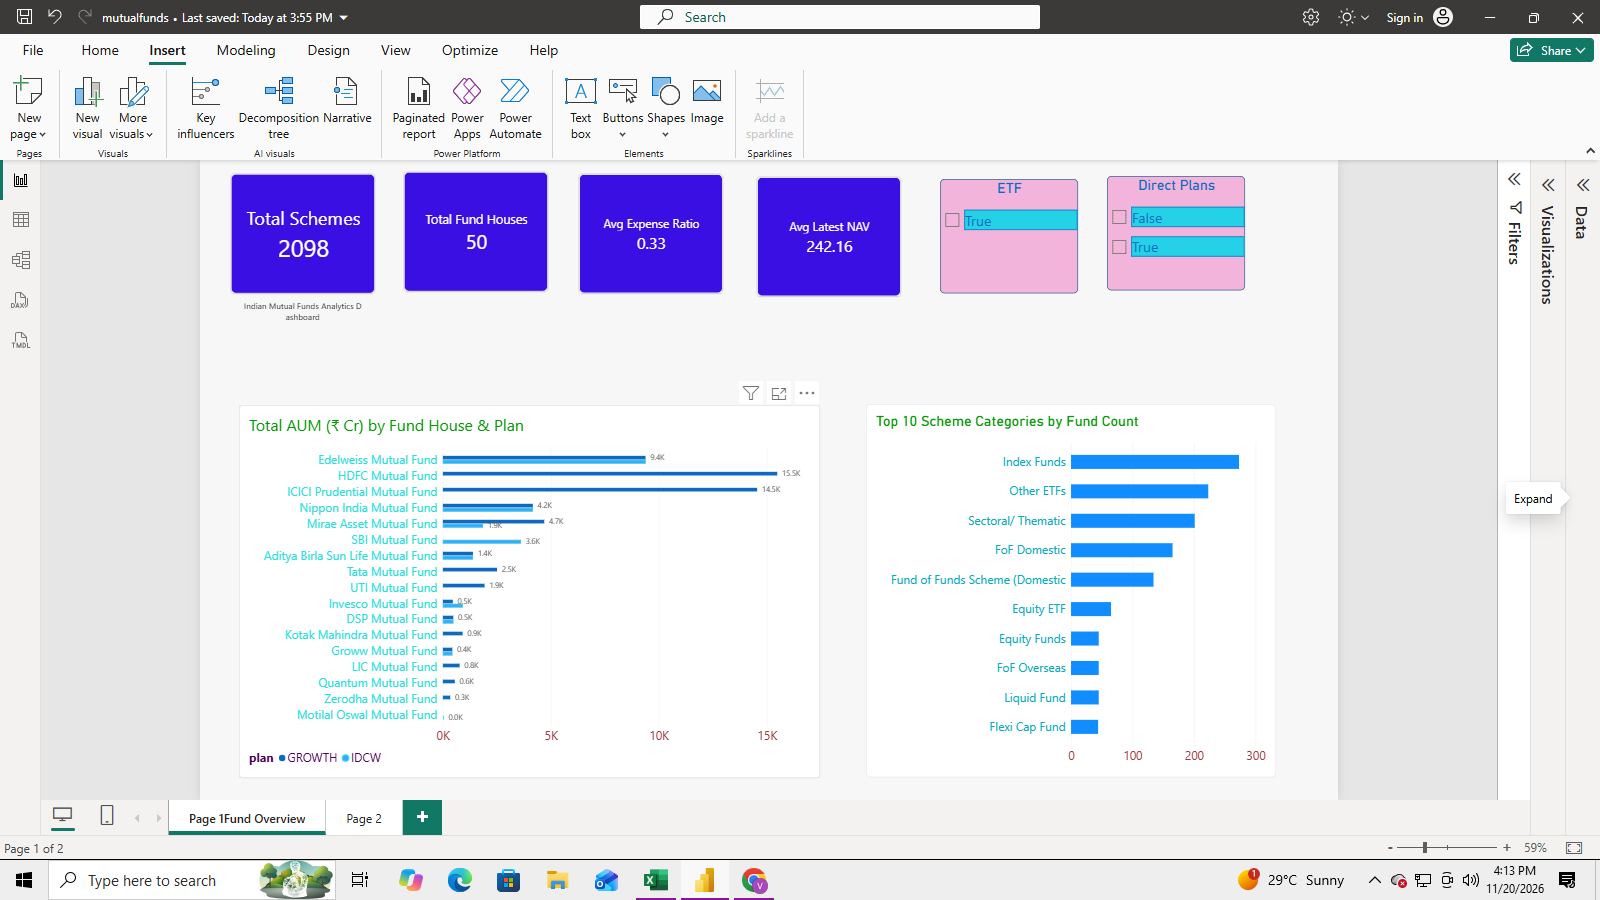 mutualfunds • Last saved: Today at 3:55 PM
Search
Sign in
File
Home
Insert
Modeling
Design
View
Optimize
Help
Share
New page
New visual
More visuals
Key influencers
Decomposition tree
Narrative
Paginated report
Power Apps
Power Automate
Text box
Buttons
Shapes
Image
Add a sparkline
Pages
Visuals
AI visuals
Power Platform
Elements
Sparklines
DAX
TMDL
Total Schemes
2098
Total Fund Houses
50
Avg Expense Ratio
0.33
Avg Latest NAV
242.16
ETF
True
Direct Plans
False
True
Indian Mutual Funds Analytics D
ashboard
Total AUM (₹ Cr) by Fund House & Plan
Edelweiss Mutual Fund 9.4K
HDFC Mutual Fund 15.5K
ICICI Prudential Mutual Fund 14.5K
Nippon India Mutual Fund 4.2K
Mirae Asset Mutual Fund 4.7K 1.9K
SBI Mutual Fund 3.6K
Aditya Birla Sun Life Mutual Fund 1.4K
Tata Mutual Fund 2.5K
UTI Mutual Fund 1.9K
Invesco Mutual Fund 0.5K
DSP Mutual Fund 0.5K
Kotak Mahindra Mutual Fund 0.9K
Groww Mutual Fund 0.4K
LIC Mutual Fund 0.8K
Quantum Mutual Fund 0.6K
Zerodha Mutual Fund 0.3K
Motilal Oswal Mutual Fund 0.0K
0K 5K 10K 15K
plan GROWTH IDCW
Top 10 Scheme Categories by Fund Count
Index Funds
Other ETFs
Sectoral/ Thematic
FoF Domestic
Fund of Funds Scheme (Domestic
Equity ETF
Equity Funds
FoF Overseas
Liquid Fund
Flexi Cap Fund
0 100 200 300
Filters
Visualizations
Data
Expand
Page 1Fund Overview
Page 2
+
Page 1 of 2
- + 59%
Type here to search
V
1
29°C Sunny
4:13 PM
11/20/2026